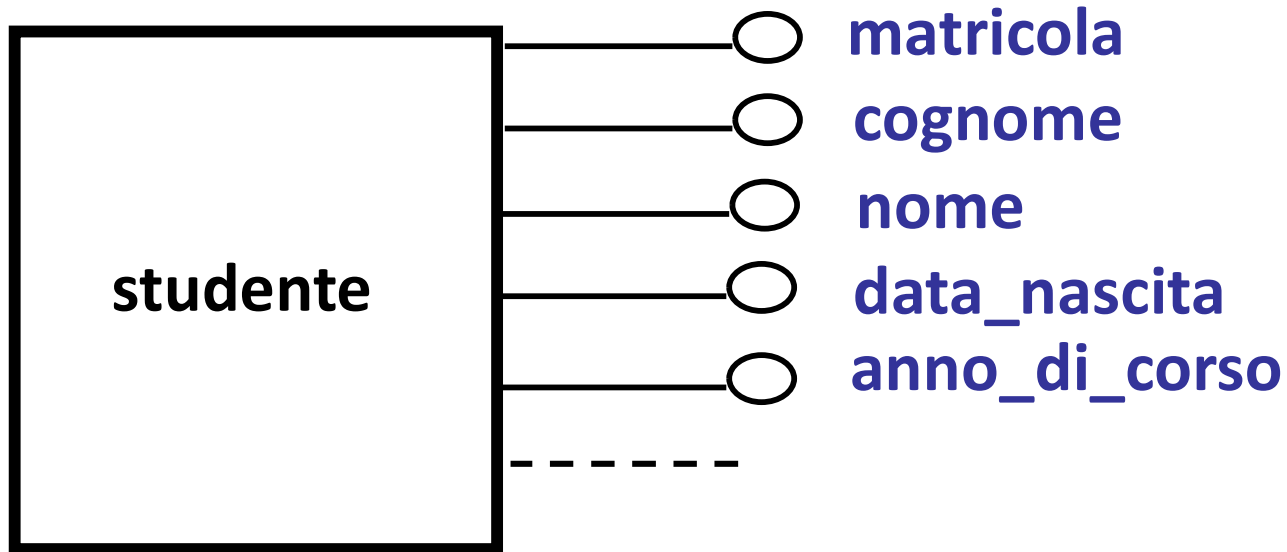 matricola
cognome
nome
studente
data_nascita
anno_di_corso